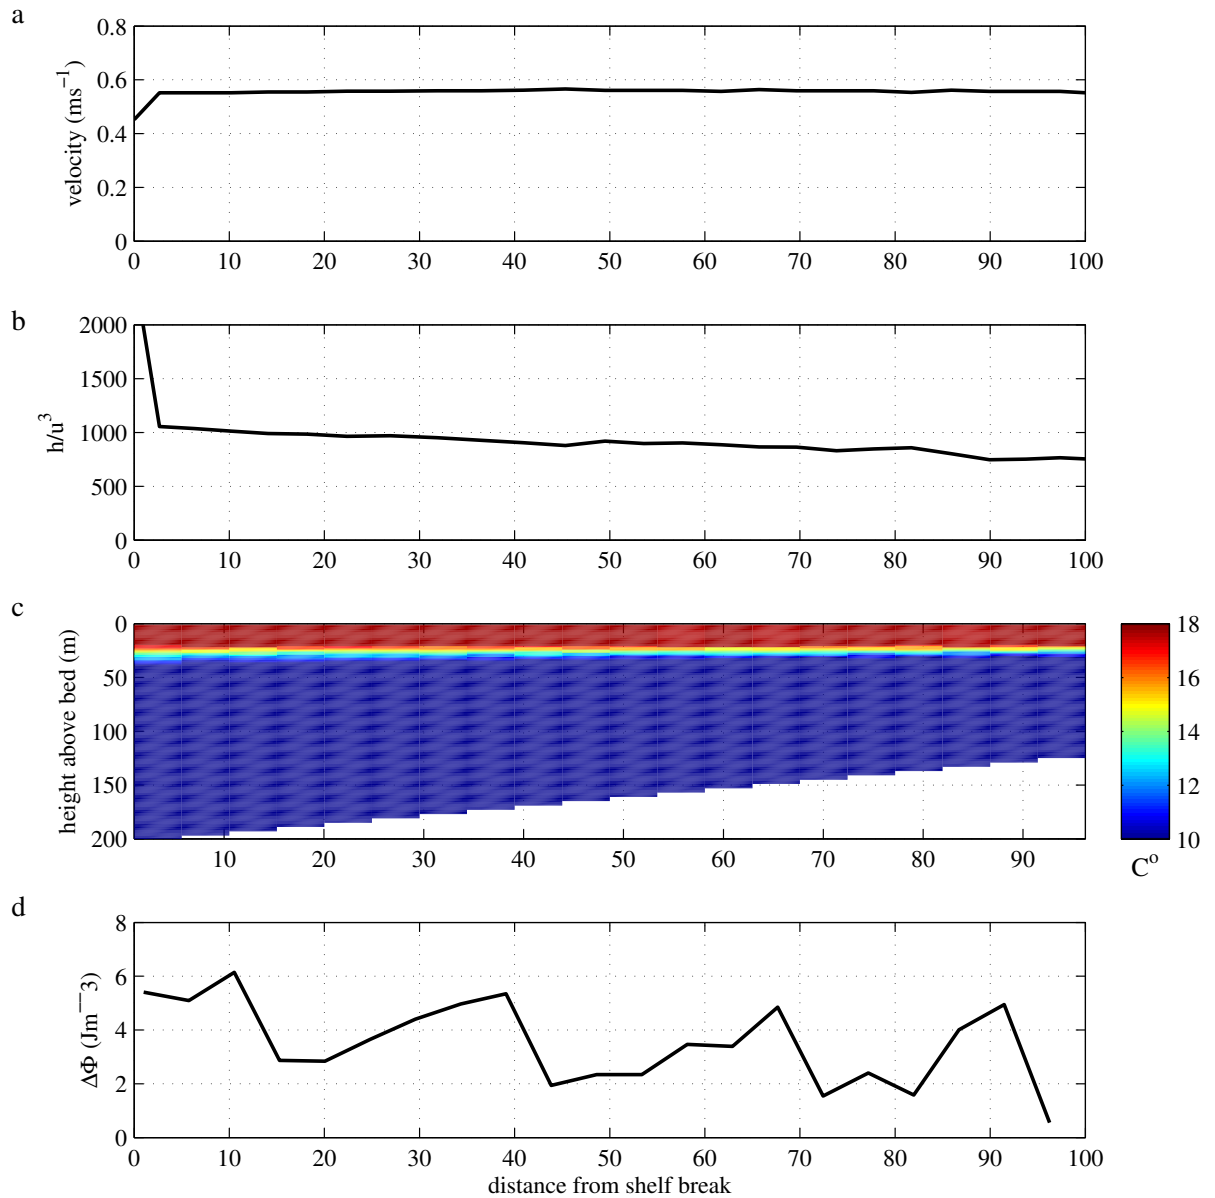 a
0.8
0.6
0.4
0.2
0
velocity (ms⁻¹)
0 10 20 30 40 50 60 70 80 90 100
b
2000
1500
1000
500
0
h/u³
0 10 20 30 40 50 60 70 80 90 100
c
0
50
100
150
200
height above bed (m)
10 20 30 40 50 60 70 80 90
18
16
14
12
10
C°
d
8
6
4
2
0
ΔΦ (Jm¯¯3)
0 10 20 30 40 50 60 70 80 90 100
distance from shelf break